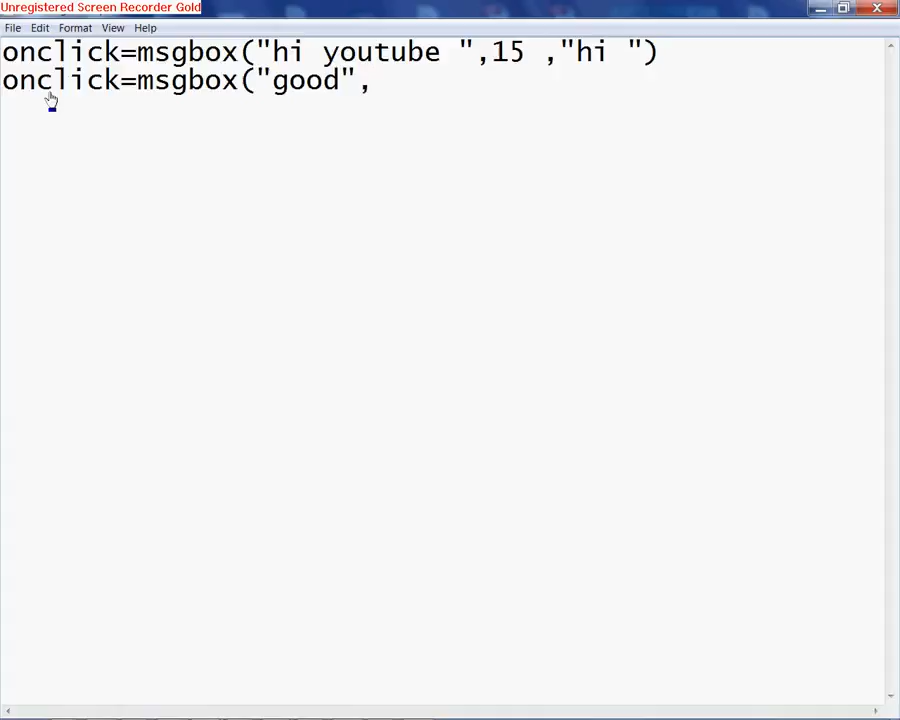 Unregistered Screen Recorder Gold
File Edit Format View Help
onclick=msgbox("hi youtube ",15 ,"hi ")
onclick=msgbox("good",